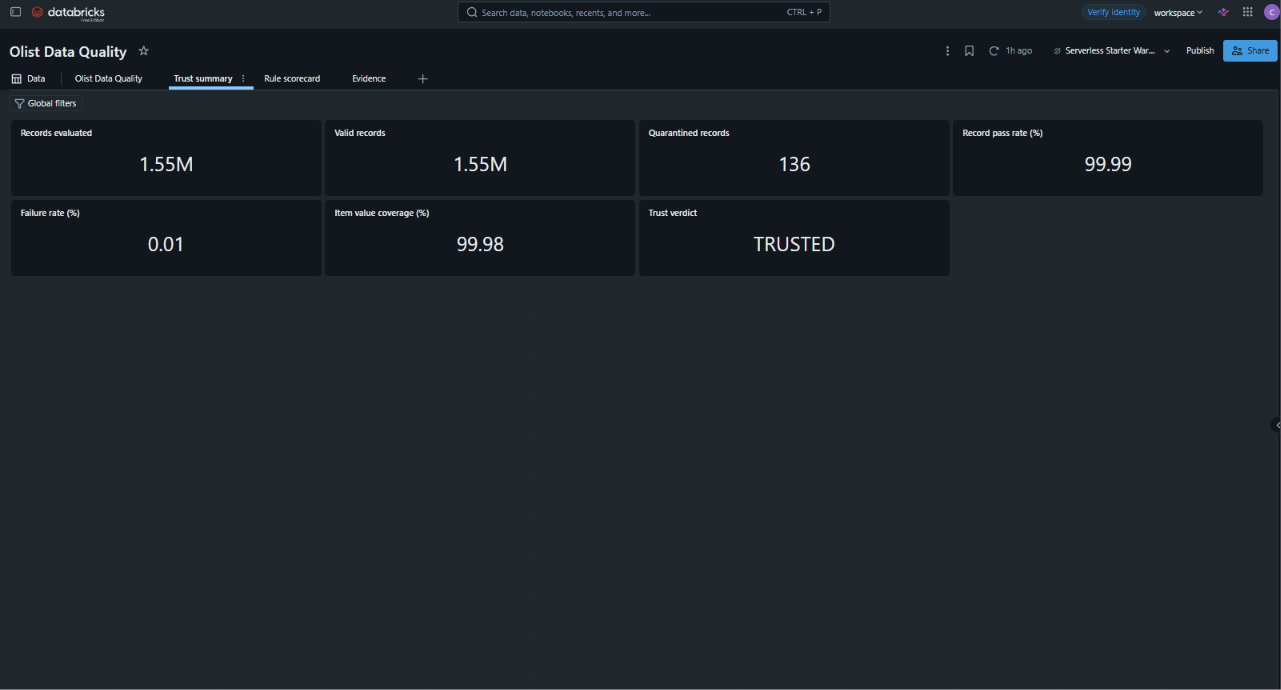 databricks
Free Edition
Search data, notebooks, recents, and more...
CTRL + P
Verify identity
workspace
C
Olist Data Quality
1h ago
Serverless Starter War...
Publish
Share
Data
Olist Data Quality
Trust summary
Rule scorecard
Evidence
Global filters
Records evaluated
1.55M
Valid records
1.55M
Quarantined records
136
Record pass rate (%)
99.99
Failure rate (%)
0.01
Item value coverage (%)
99.98
Trust verdict
TRUSTED